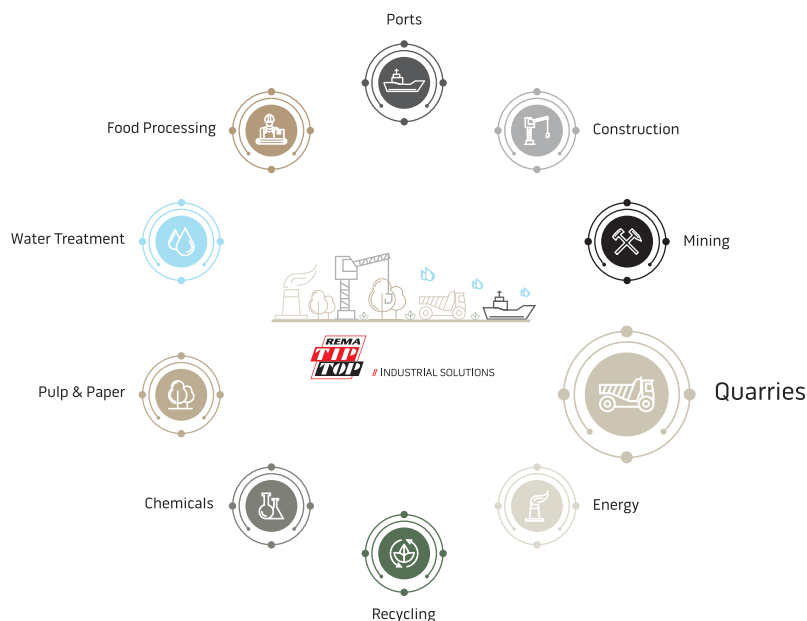 Ports
Food Processing
Construction
Water Treatment
Mining
REMA
TIP
TOP
// INDUSTRIAL SOLUTIONS
Pulp & Paper
Quarries
Chemicals
Energy
Recycling